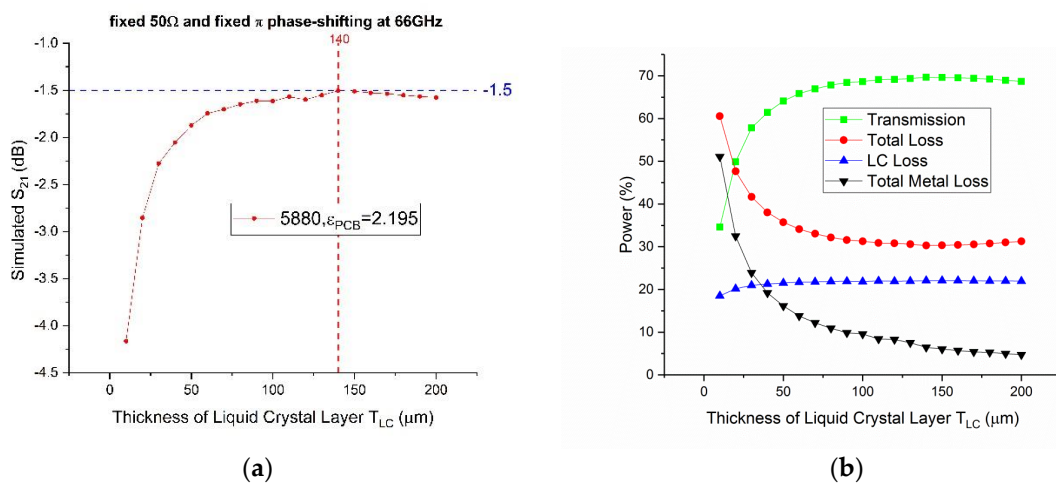 fixed 50Ω and fixed π phase-shifting at 66GHz
140
-1.0
-1.5
-2.0
-2.5
-3.0
-3.5
-4.0
-4.5
Simulated S21 (dB)
-1.5
5880,εPCB=2.195
0 50 100 150 200
Thickness of Liquid Crystal Layer TLC (μm)
(a)
70
60
50
40
30
20
10
0
Power (%)
Transmission
Total Loss
LC Loss
Total Metal Loss
0 50 100 150 200
Thickness of Liquid Crystal Layer TLC (μm)
(b)